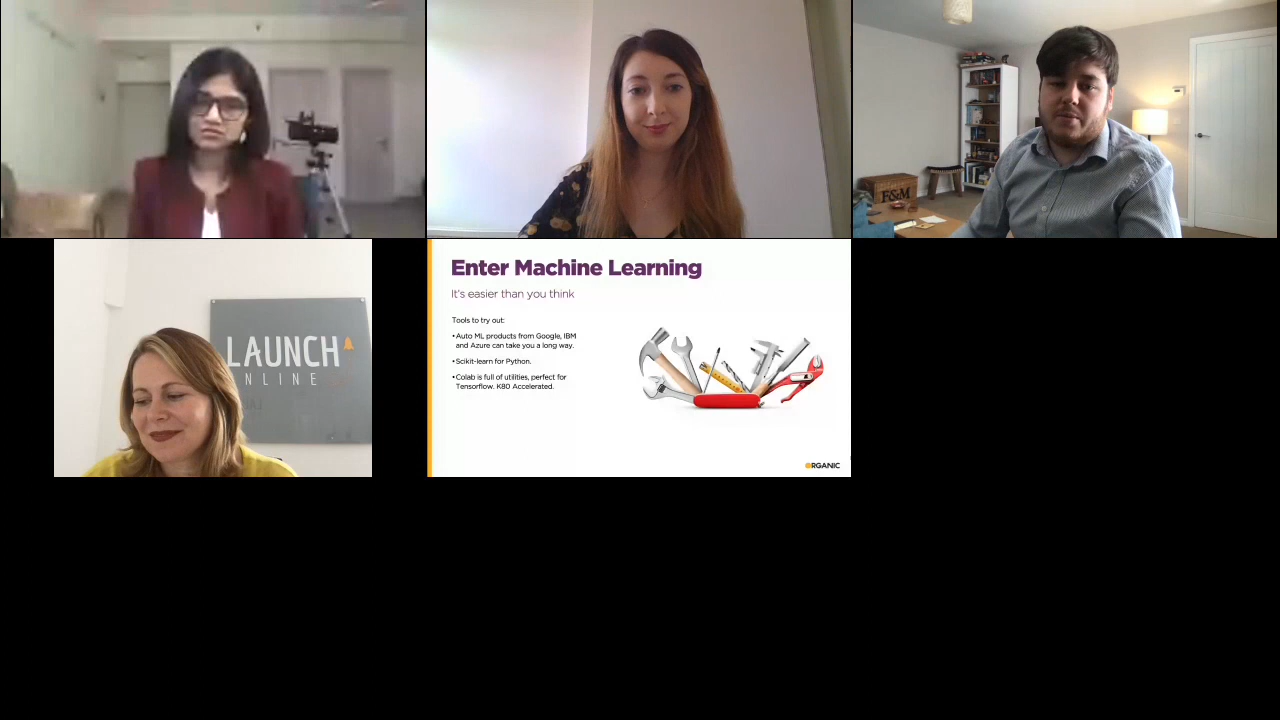 F&M
LAUNCH
NLINE
Enter Machine Learning
It's easier than you think
Tools to try out:
•Auto ML products from Google, IBM
and Azure can take you a long way.
•Scikit-learn for Python.
•Colab is full of utilities, perfect for
Tensorflow. K80 Accelerated.
ORGANIC